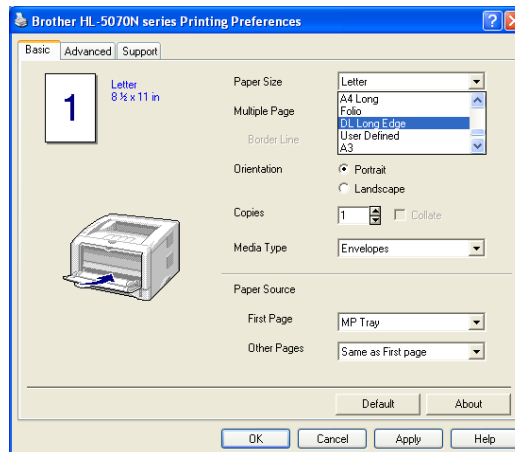 Brother HL-5070N series Printing Preferences
Basic Advanced Support
1
Letter
8 ½ x 11 in
Paper Size Letter
A4 Long
Folio
DL Long Edge
User Defined
A3
Multiple Page
Border Line
Orientation Portrait
Landscape
Copies 1 Collate
Media Type Envelopes
Paper Source
First Page MP Tray
Other Pages Same as First page
Default About
OK Cancel Apply Help